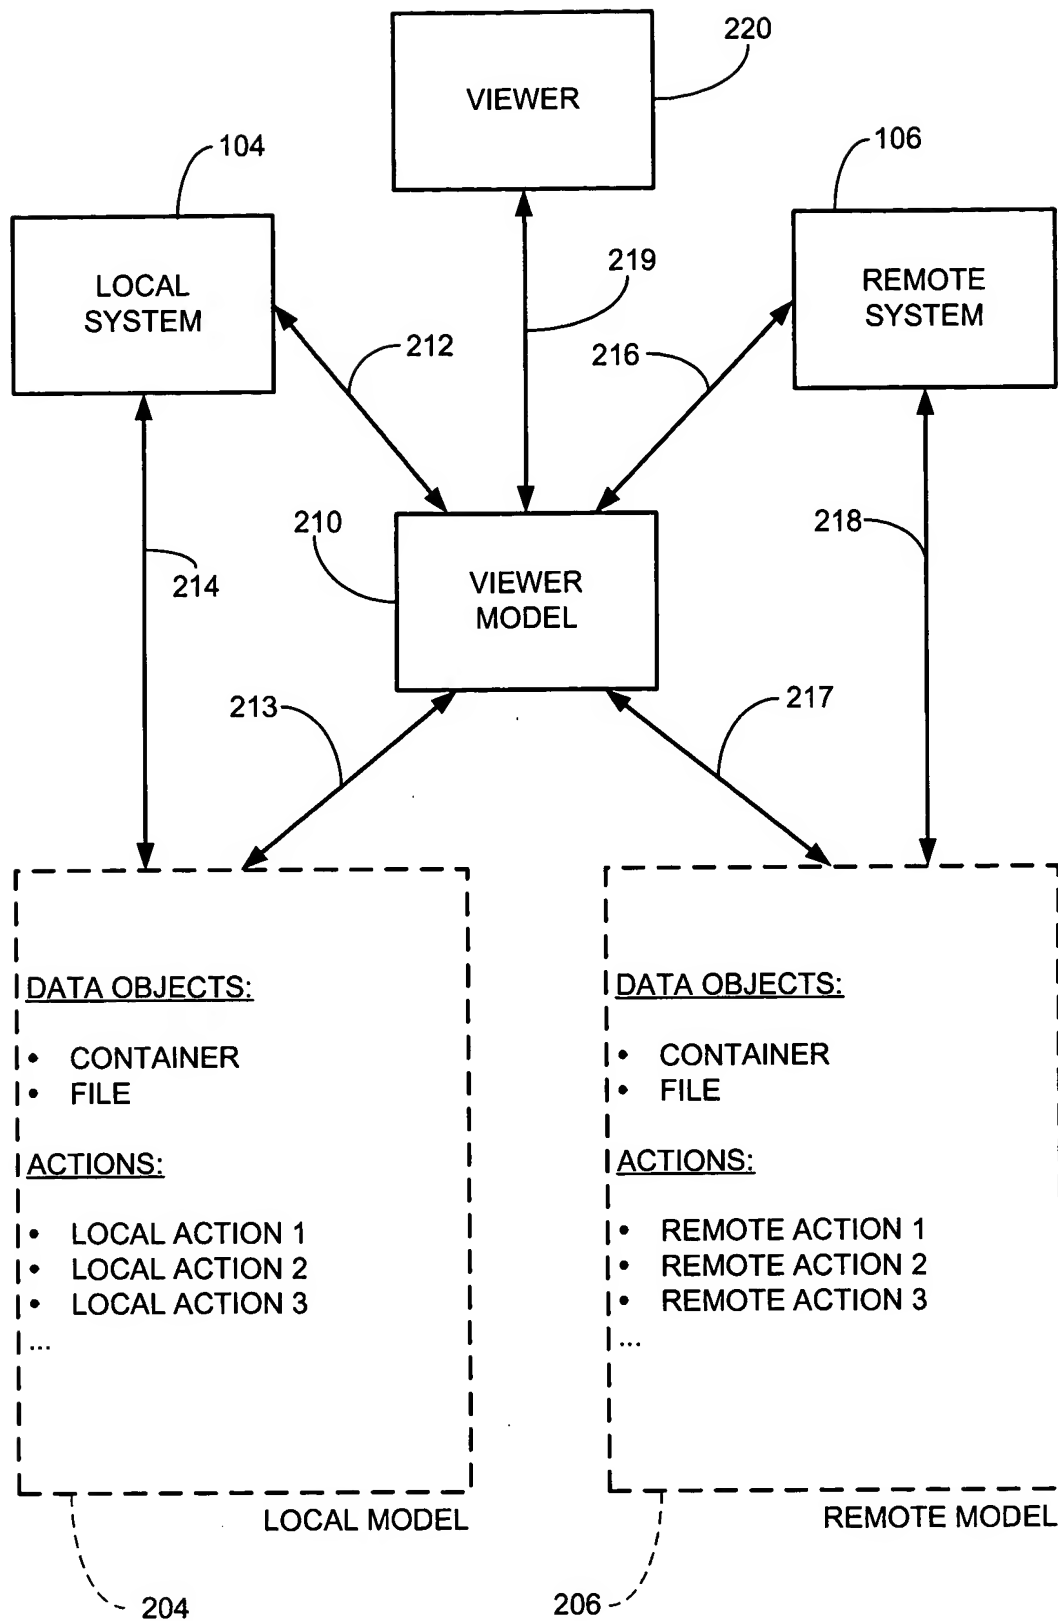 220
VIEWER
104
106
LOCAL
SYSTEM
219
REMOTE
SYSTEM
212
216
210
218
214
VIEWER
MODEL
213
217
DATA OBJECTS:
• CONTAINER
• FILE
ACTIONS:
• LOCAL ACTION 1
• LOCAL ACTION 2
• LOCAL ACTION 3
...
LOCAL MODEL
204
DATA OBJECTS:
• CONTAINER
• FILE
ACTIONS:
• REMOTE ACTION 1
• REMOTE ACTION 2
• REMOTE ACTION 3
...
REMOTE MODEL
206